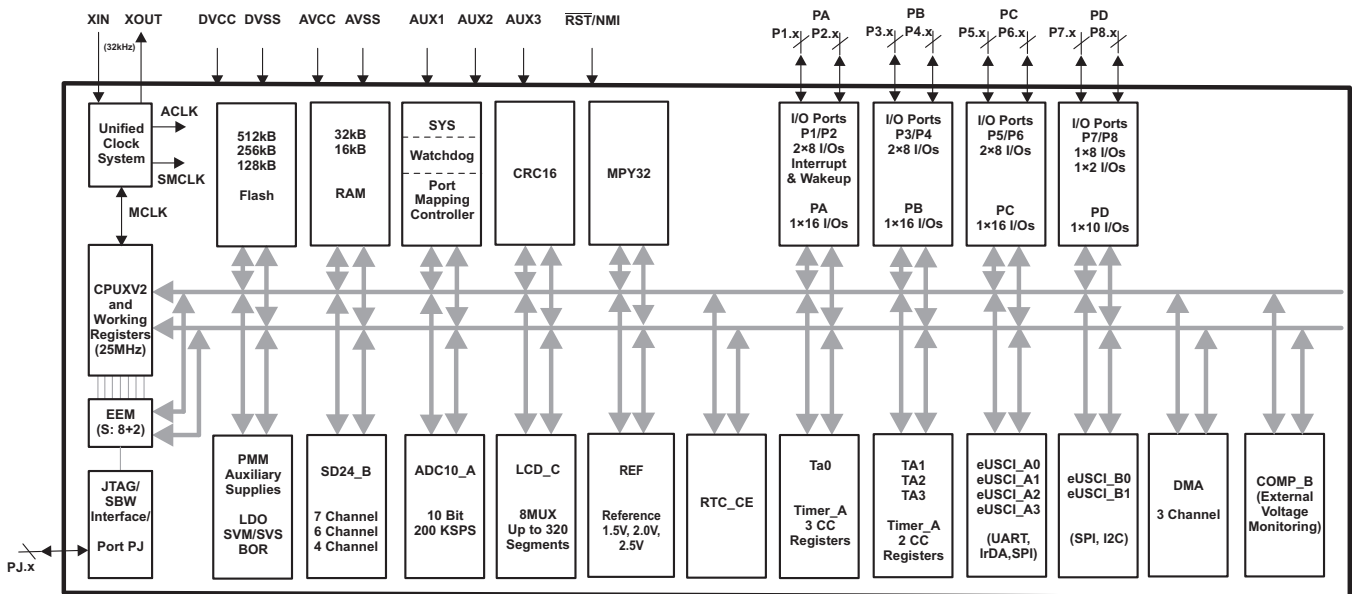 XIN
XOUT
(32kHz)
DVCC
DVSS
AVCC
AVSS
AUX1
AUX2
AUX3
RST/NMI
PA
P1.x
P2.x
PB
P3.x
P4.x
PC
P5.x
P6.x
PD
P7.x
P8.x
Unified
Clock
System
ACLK
SMCLK
MCLK
512kB
256kB
128kB
Flash
32kB
16kB
RAM
SYS
Watchdog
Port
Mapping
Controller
CRC16
MPY32
I/O Ports
P1/P2
2×8 I/Os
Interrupt
& Wakeup
PA
1×16 I/Os
I/O Ports
P3/P4
2×8 I/Os
PB
1×16 I/Os
I/O Ports
P5/P6
2×8 I/Os
PC
1×16 I/Os
I/O Ports
P7/P8
1×8 I/Os
1×2 I/Os
PD
1×10 I/Os
CPUXV2
and
Working
Registers
(25MHz)
EEM
(S: 8+2)
JTAG/
SBW
Interface/
Port PJ
PJ.x
PMM
Auxiliary
Supplies
LDO
SVM/SVS
BOR
SD24_B
7 Channel
6 Channel
4 Channel
ADC10_A
10 Bit
200 KSPS
LCD_C
8MUX
Up to 320
Segments
REF
Reference
1.5V, 2.0V,
2.5V
RTC_CE
Ta0
Timer_A
3 CC
Registers
TA1
TA2
TA3
Timer_A
2 CC
Registers
eUSCI_A0
eUSCI_A1
eUSCI_A2
eUSCI_A3
(UART,
IrDA,SPI)
eUSCI_B0
eUSCI_B1
(SPI, I2C)
DMA
3 Channel
COMP_B
(External
Voltage
Monitoring)